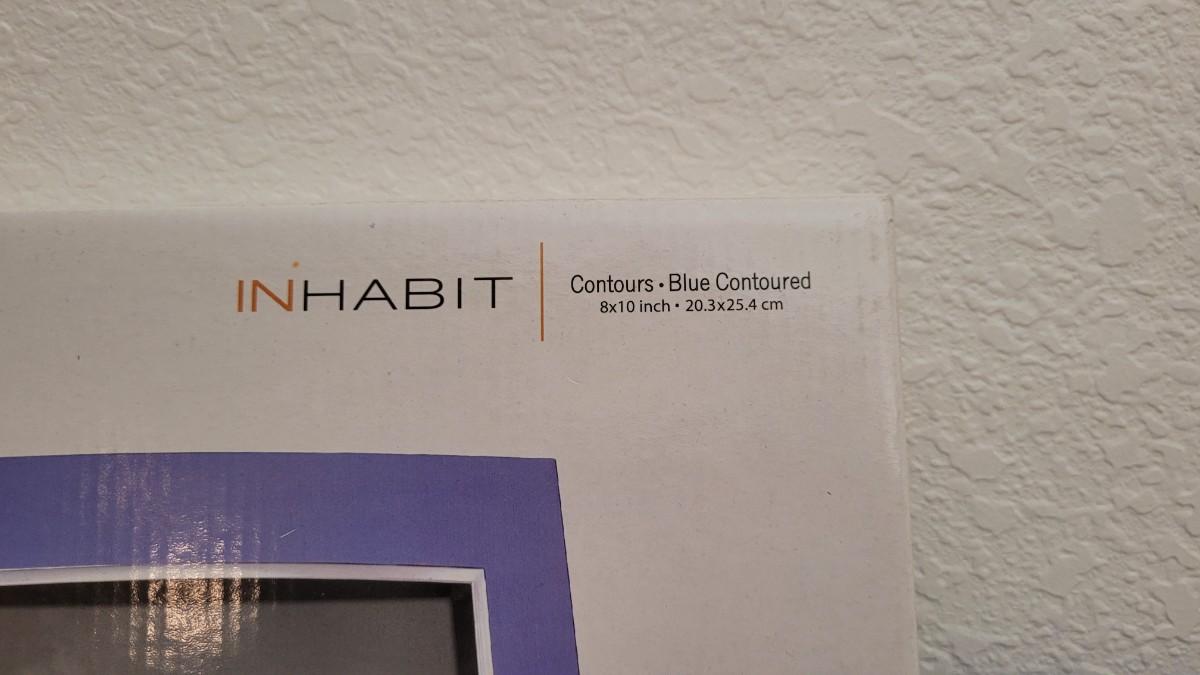 INHABIT
Contours • Blue Contoured
8x10 inch • 20.3x25.4 cm